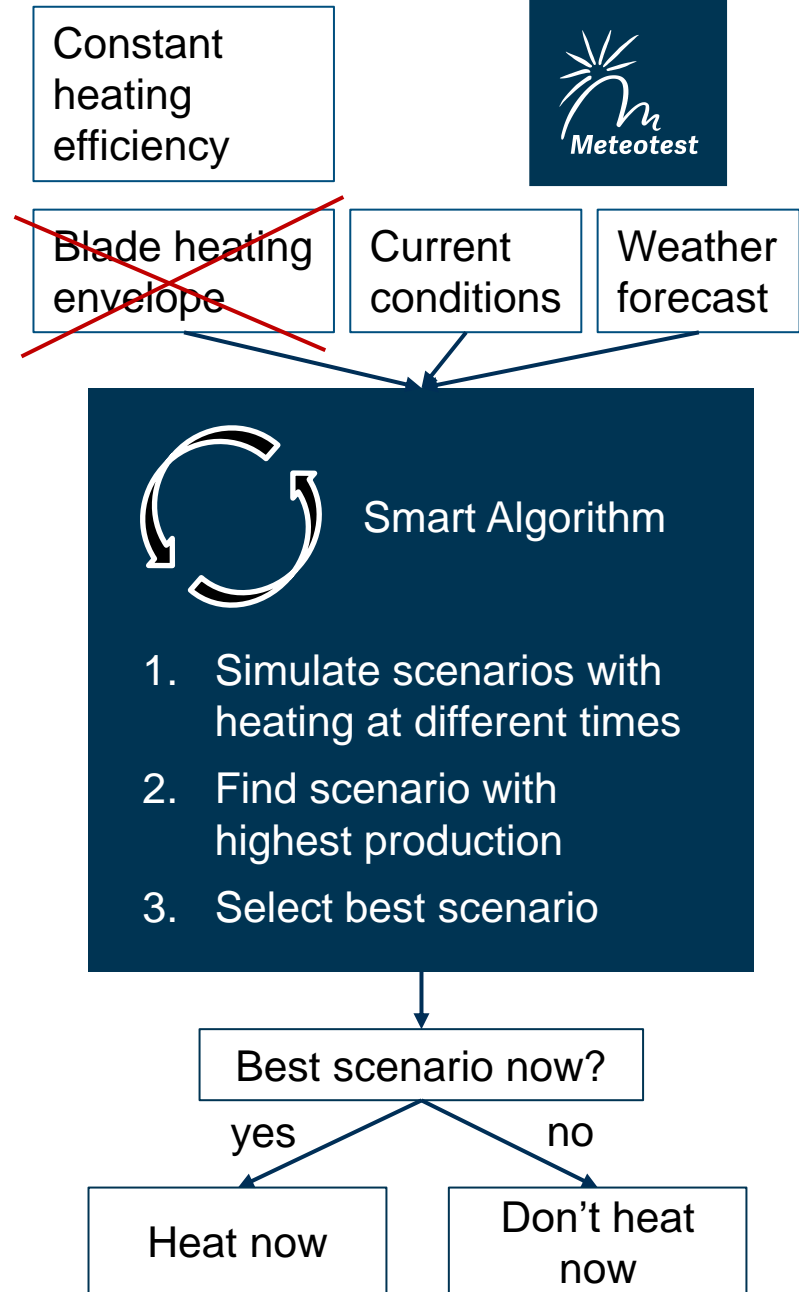 Constant
heating
efficiency
Meteotest
Blade heating
envelope
Current
conditions
Weather
forecast
Smart Algorithm
1. Simulate scenarios with
heating at different times
2. Find scenario with
highest production
3. Select best scenario
Best scenario now?
yes
no
Heat now
Don’t heat
now